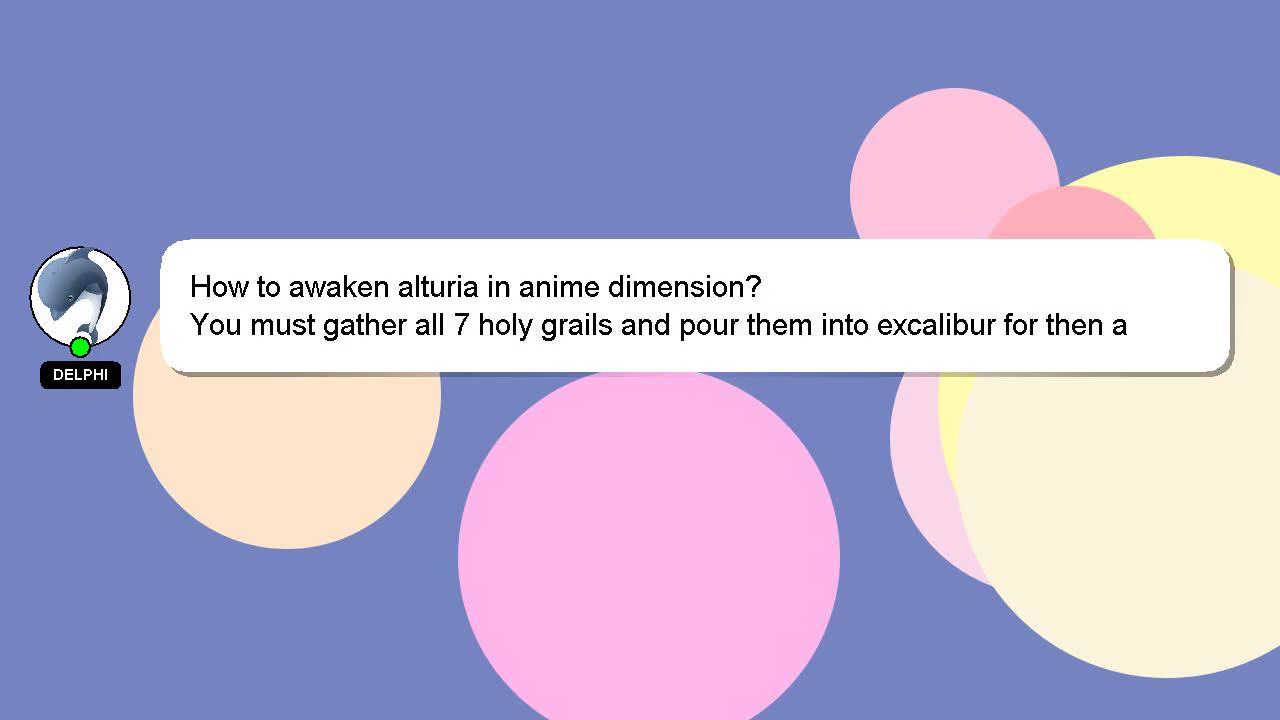 How to awaken alturia in anime dimension?
You must gather all 7 holy grails and pour them into excalibur for then a
DELPHI